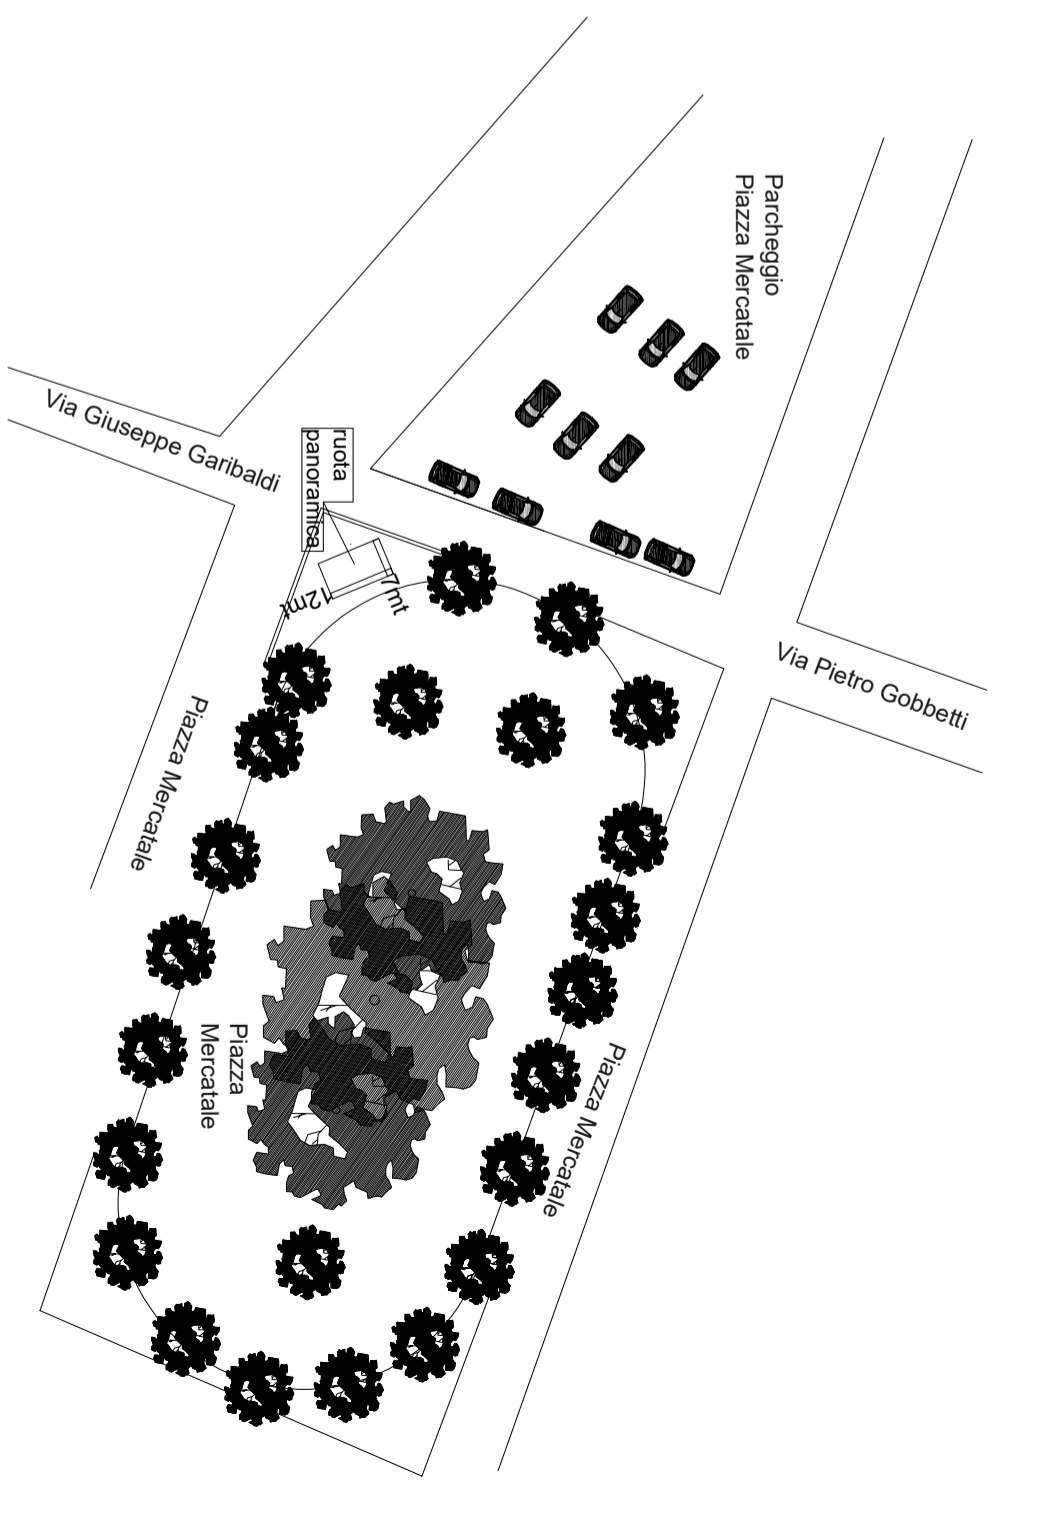 Parcheggio
Piazza Mercatale
Via Giuseppe Garibaldi
ruota
panoramica
12mt
7mt
Via Pietro Gobbetti
Piazza Mercatale
Piazza
Mercatale
Piazza Mercatale